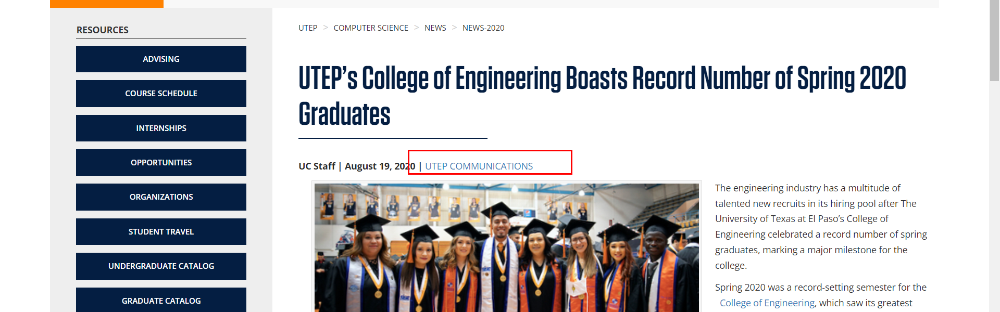 RESOURCES
ADVISING
COURSE SCHEDULE
INTERNSHIPS
OPPORTUNITIES
ORGANIZATIONS
STUDENT TRAVEL
UNDERGRADUATE CATALOG
GRADUATE CATALOG
UTEP > COMPUTER SCIENCE > NEWS > NEWS-2020
UTEP’s College of Engineering Boasts Record Number of Spring 2020
Graduates
UC Staff | August 19, 2020 | UTEP COMMUNICATIONS
The engineering industry has a multitude of
talented new recruits in its hiring pool after The
University of Texas at El Paso’s College of
Engineering celebrated a record number of spring
graduates, marking a major milestone for the
college.
Spring 2020 was a record-setting semester for the
College of Engineering, which saw its greatest